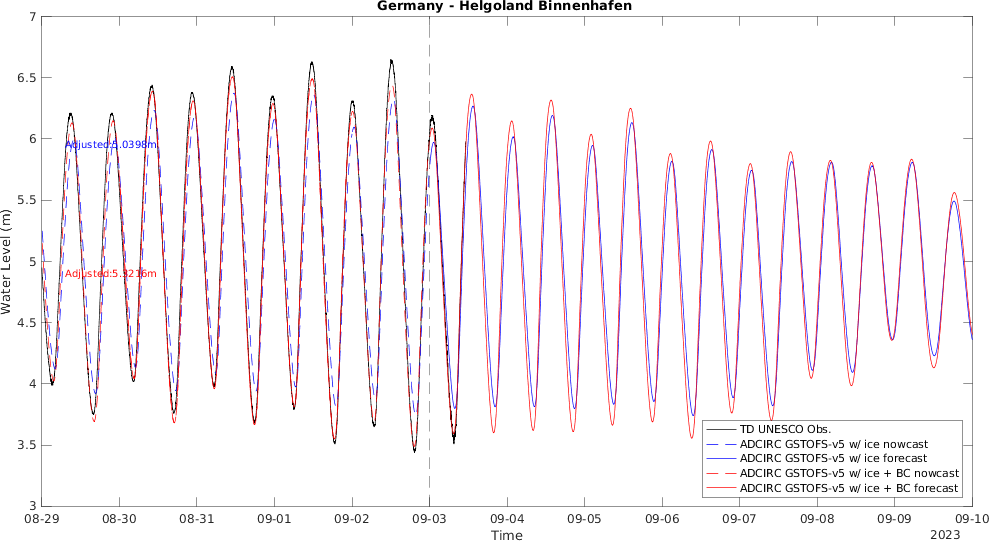 Germany - Helgoland Binnenhafen
7
6.5
6
5.5
5
4.5
4
3.5
3
Water Level (m)
Adjusted:5.0398m
Adjusted:5.3216m
TD UNESCO Obs.
ADCIRC GSTOFS-v5 w/ ice nowcast
ADCIRC GSTOFS-v5 w/ ice forecast
ADCIRC GSTOFS-v5 w/ ice + BC nowcast
ADCIRC GSTOFS-v5 w/ ice + BC forecast
08-29 08-30 08-31 09-01 09-02 09-03 09-04 09-05 09-06 09-07 09-08 09-09 09-10
Time
2023